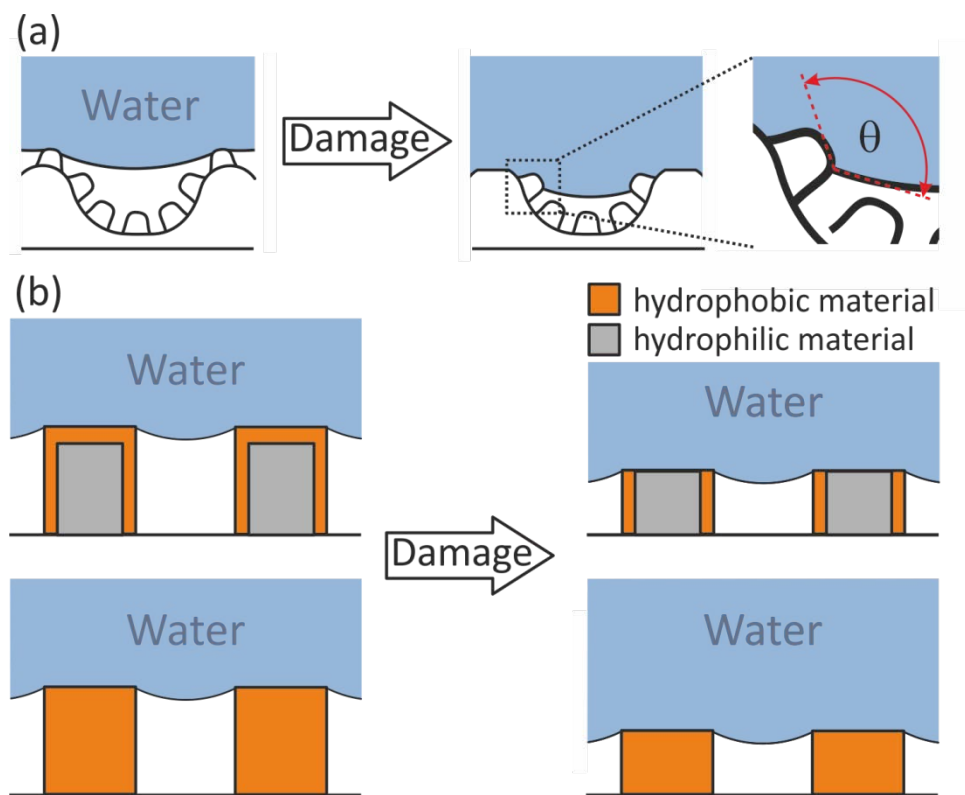 (a)
Water
Damage
θ
(b)
hydrophobic material
hydrophilic material
Water
Water
Damage
Water
Water